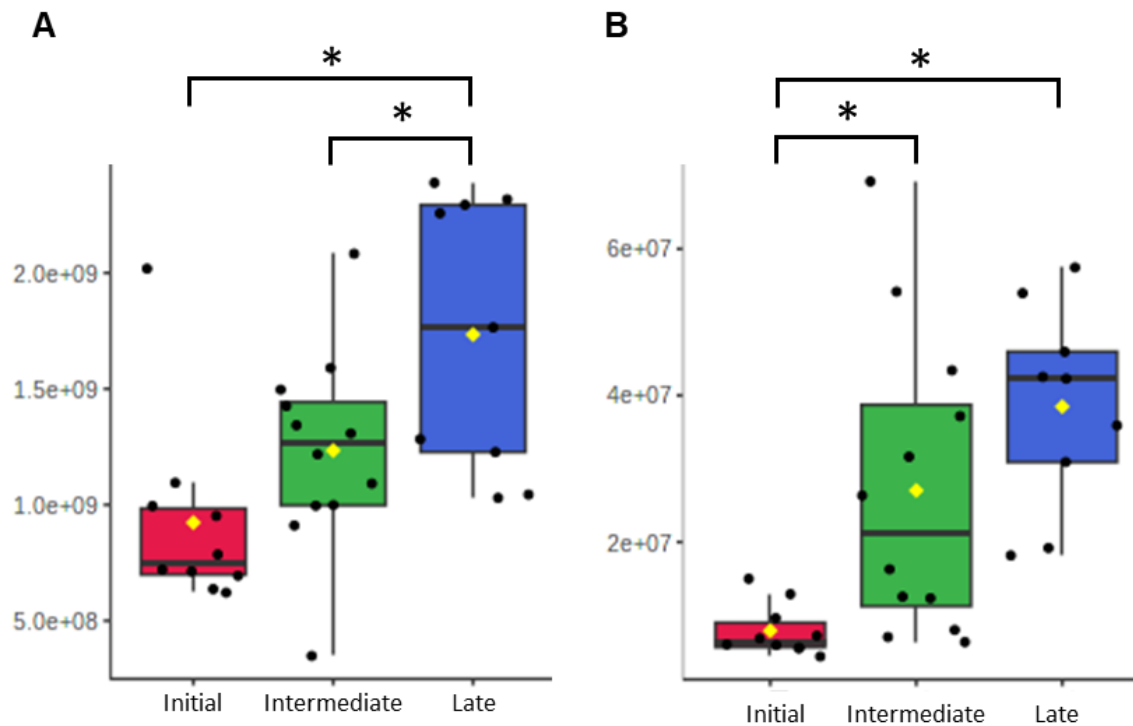 A
*
*
2.0e+09
1.5e+09
1.0e+09
5.0e+08
Initial Intermediate Late
B
*
*
6e+07
4e+07
2e+07
Initial Intermediate Late